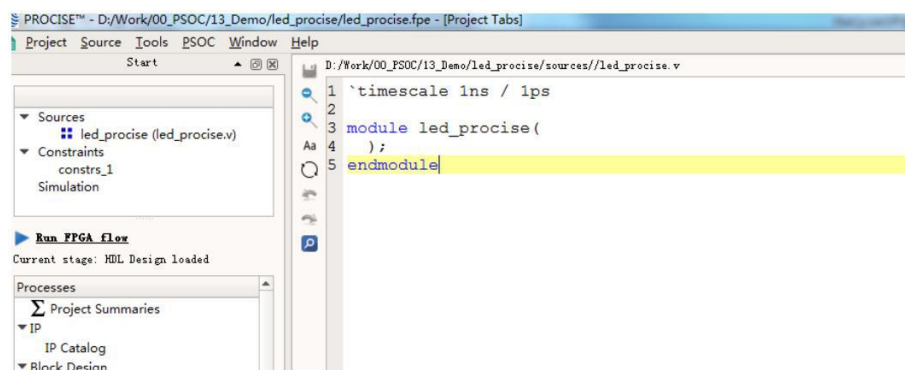 PROCISE™ - D:/Work/00_PSOC/13_Demo/led_procise/led_procise.fpe - [Project Tabs]
Project Source Tools PSOC Window Help
Start
D:/Work/00_PSOC/13_Demo/led_procise/sources//led_procise.v
Sources
led_procise (led_procise.v)
Constraints
constrs_1
Simulation
Run FPGA flow
Current stage: HDL Design loaded
Processes
Σ Project Summaries
IP
IP Catalog
Block Design
Aa
1 `timescale 1ns / 1ps
2
3 module led_procise(
4 );
5 endmodule